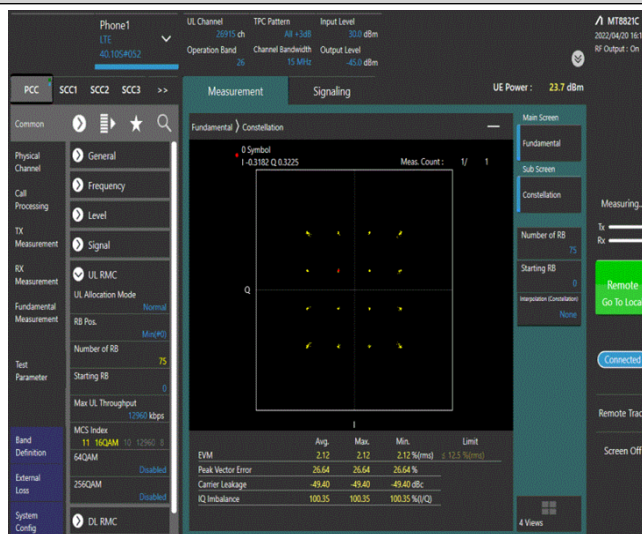 Phone1
LTE
40.105#052
UL Channel
26915 ch
TPC Pattern
All +3dB
Input Level
30.0 dBm
Operation Band
26
Channel Bandwidth
15 MHz
Output Level
-45.0 dBm
MT8821C
2022/04/20 16:1
RF Output : On
PCC SCC1 SCC2 SCC3 >>
Measurement
Signaling
UE Power : 23.7 dBm
Common
Physical
Channel
Call
Processing
TX
Measurement
RX
Measurement
Fundamental
Measurement
Test
Parameter
Band
Definition
External
Loss
System
Config
General
Frequency
Level
Signal
UL RMC
UL Allocation Mode
Normal
RB Pos.
Min(#0)
Number of RB
75
Starting RB
0
Max UL Throughput
12960 kbps
MCS Index
11 16QAM 10 12960 8
64QAM
Disabled
256QAM
Disabled
DL RMC
Fundamental 〉 Constellation
0 Symbol
I -0.3182 Q 0.3225
Meas. Count : 1/ 1
Q
I
Avg. Max. Min. Limit
EVM 2.12 2.12 2.12 %(rms) ≤ 12.5 %(rms)
Peak Vector Error 26.64 26.64 26.64 %
Carrier Leakage -49.40 -49.40 -49.40 dBc
IQ Imbalance 100.35 100.35 100.35 %(I/Q)
Main Screen
Fundamental
Sub Screen
Constellation
Number of RB
75
Starting RB
0
Interpolation (Constellation)
None
4 Views
Measuring..
Tx
Rx
Remote
Go To Loca
Connected
Remote Trac
Screen Off